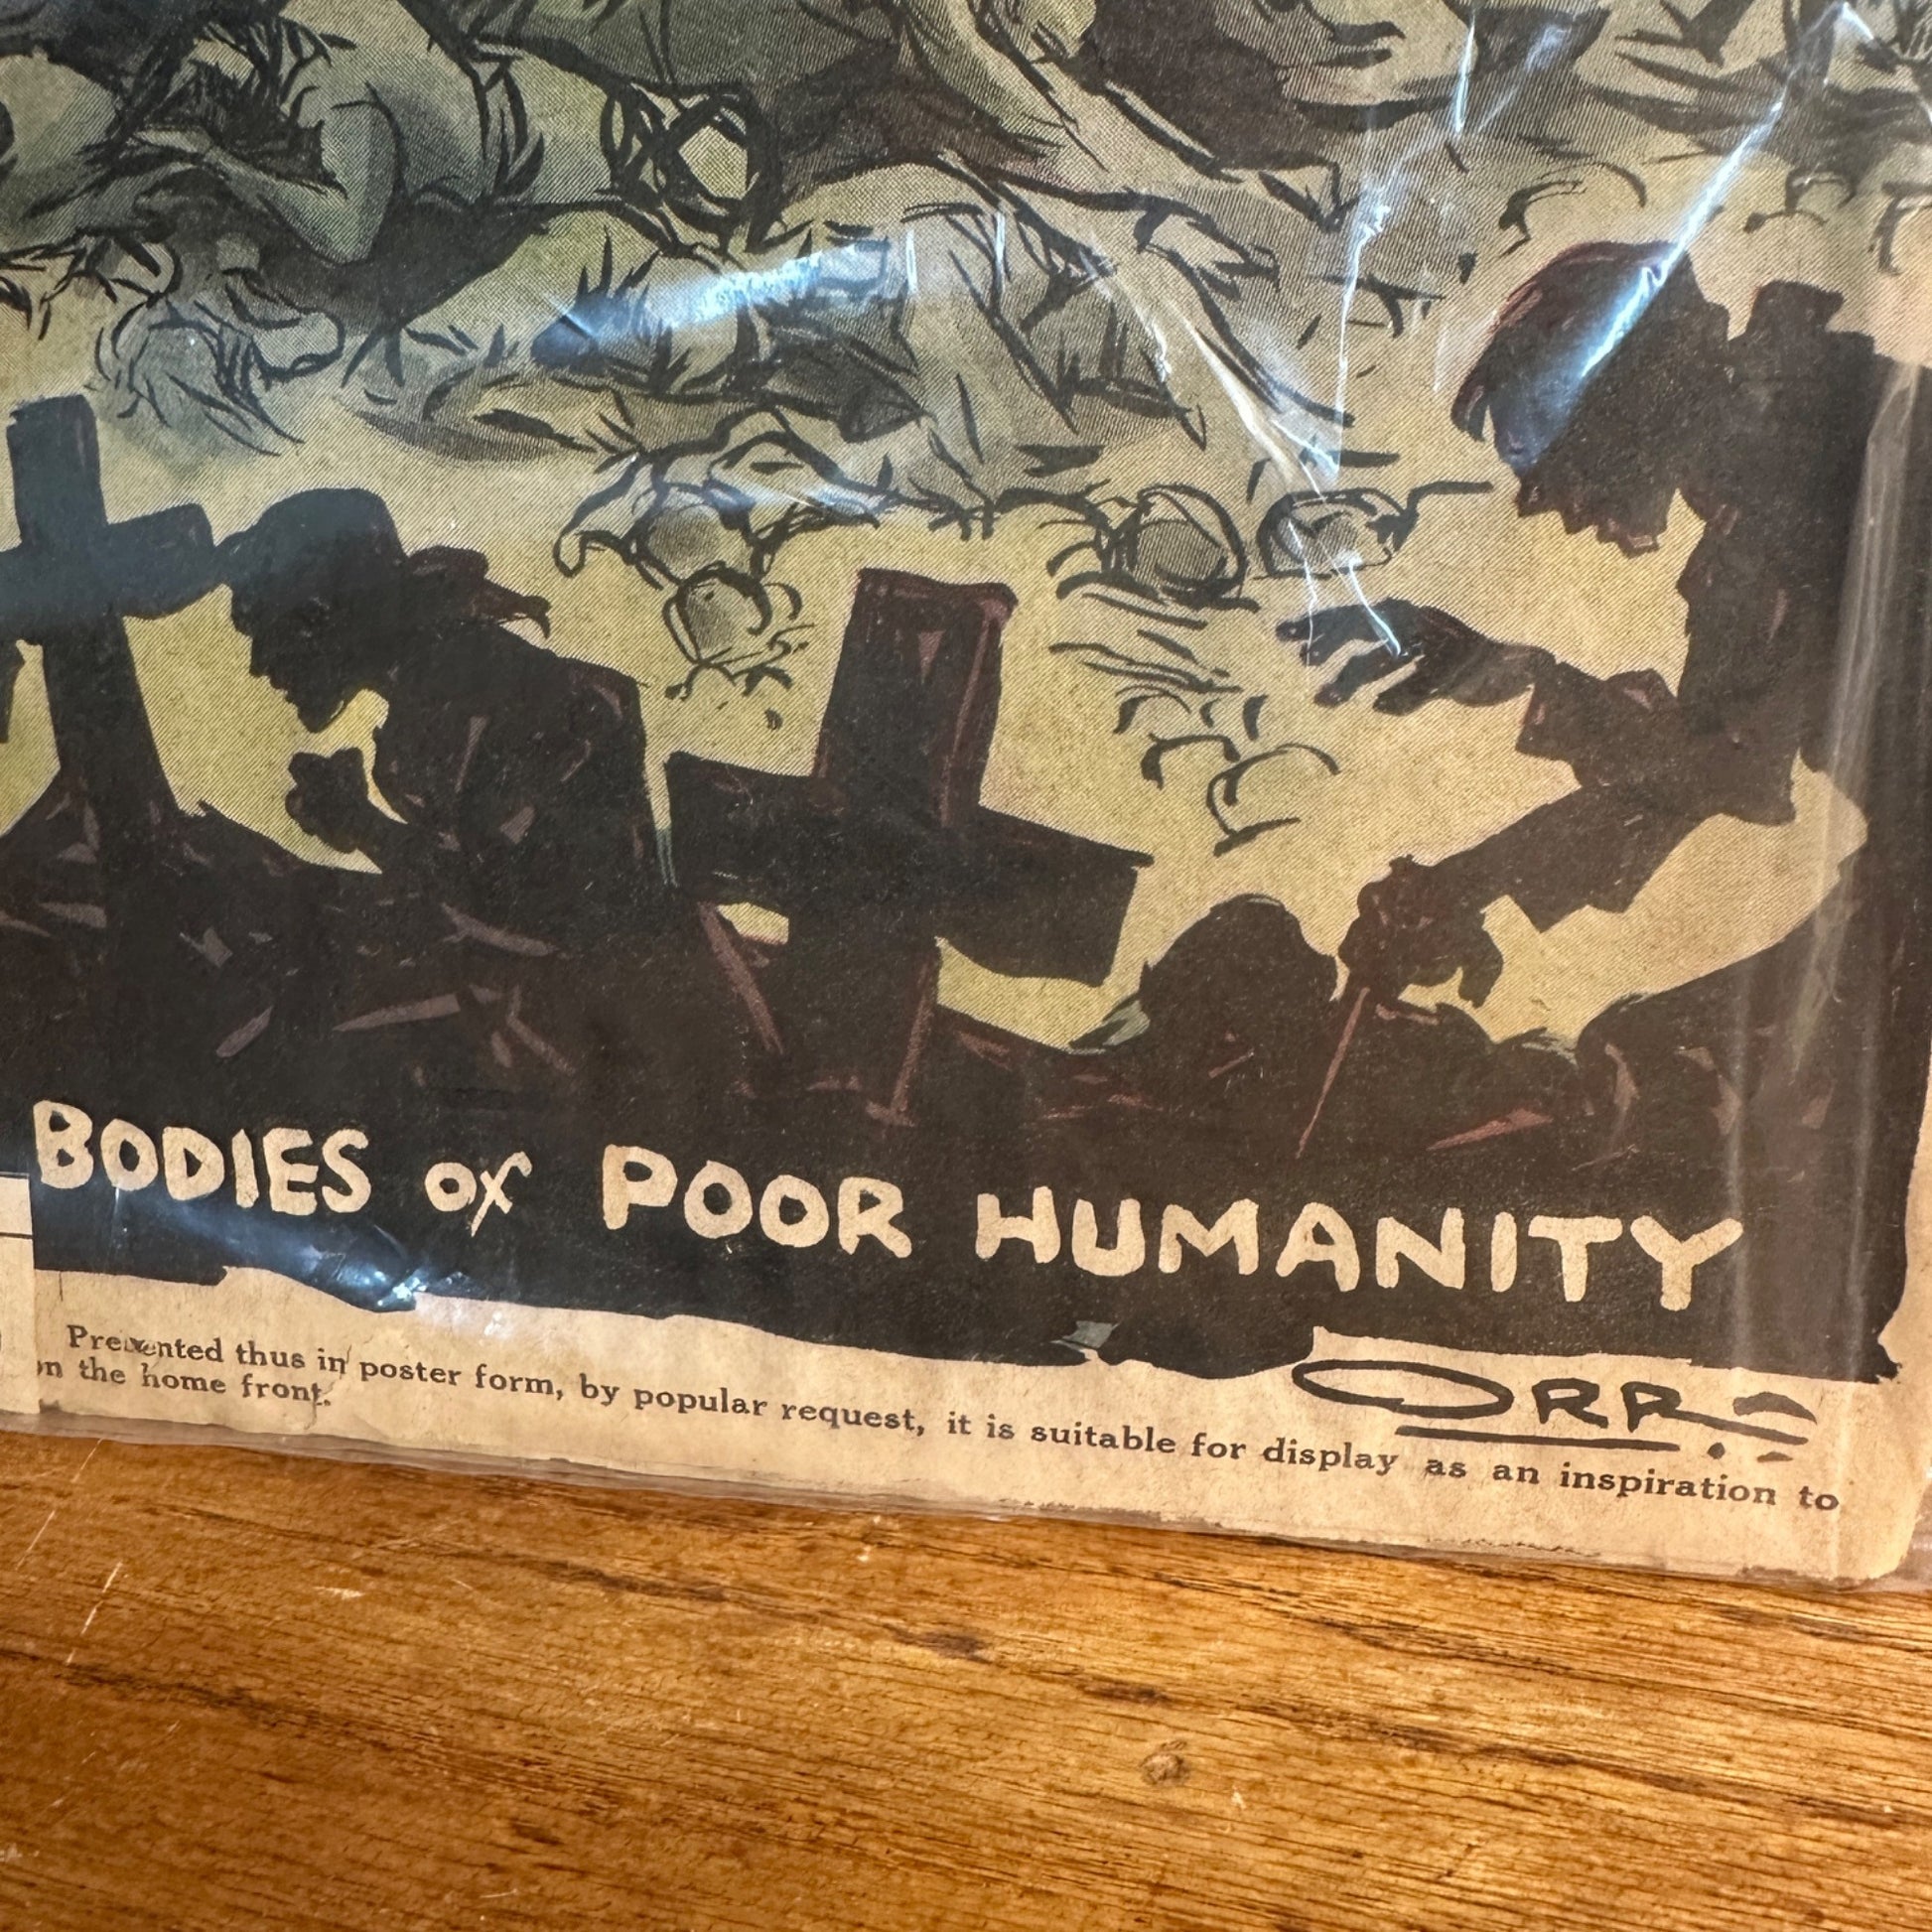 BODIES of POOR HUMANITY
ORR
Presented thus in poster form, by popular request, it is suitable for display as an inspiration to
on the home front.